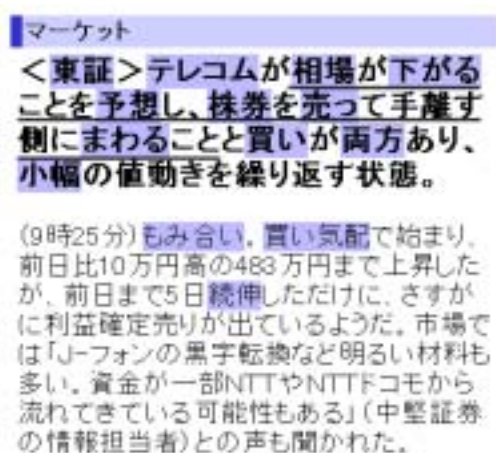 マーケット
＜東証＞テレコムが相場が下がる
ことを予想し、株券を売って手離す
側にまわることと買いが両方あり、
小幅の値動きを繰り返す状態。
(9時25分)もみ合い。買い気配で始まり、
前日比10万円高の483万円まで上昇した
が、前日まで5日続伸しただけに、さすが
に利益確定売りが出ているようだ。市場で
は「J-フォンの黒字転換など明るい材料も
多い。資金が一部NTTやNTTドコモから
流れてきている可能性もある」(中堅証券
の情報担当者)との声も聞かれた。